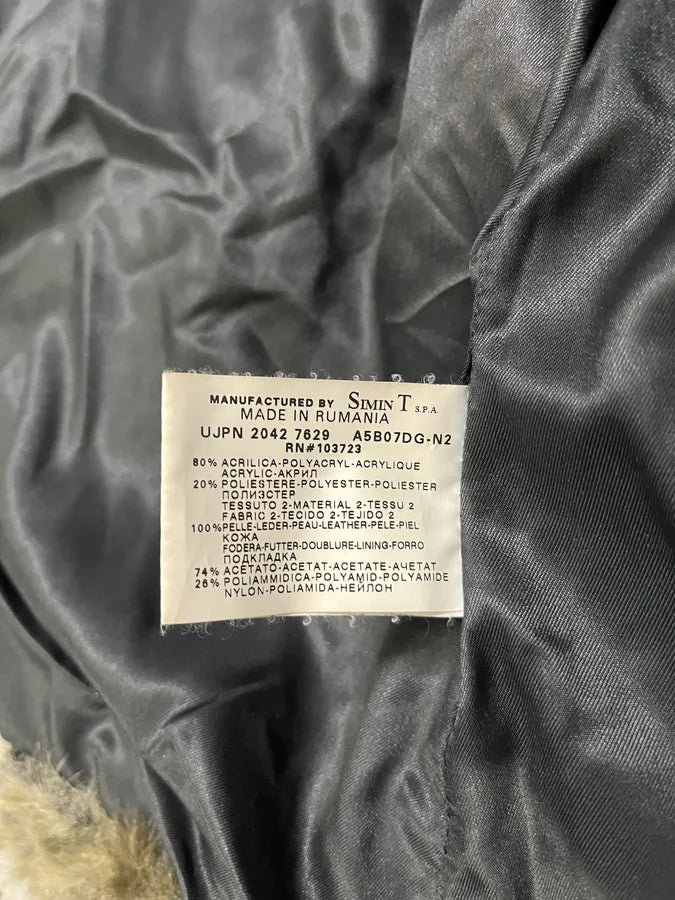 MANUFACTURED BY SIMIN T S.P.A.
MADE IN RUMANIA
UJPN 2042 7629 A5B07DG-N2
RN#103723
80% ACRILICA-POLYACRYL-ACRYLIQUE
ACRYLIC-АКРИЛ
20% POLIESTERE-POLYESTER-POLIESTER
ПОЛИЭСТЕР
TESSUTO 2-MATERIAL 2-TESSU 2
FABRIC 2-TECIDO 2-TEJIDO 2
100% PELLE-LEDER-PEAU-LEATHER-PELE-PIEL
КОЖА
FODERA-FUTTER-DOUBLURE-LINING-FORRO
ПОДКЛАДКА
74% ACETATO-ACETAT-ACETATE-АЧЕТАТ
26% POLIAMMIDICA-POLYAMID-POLYAMIDE
NYLON-POLIAMIDA-НЕЙЛОН